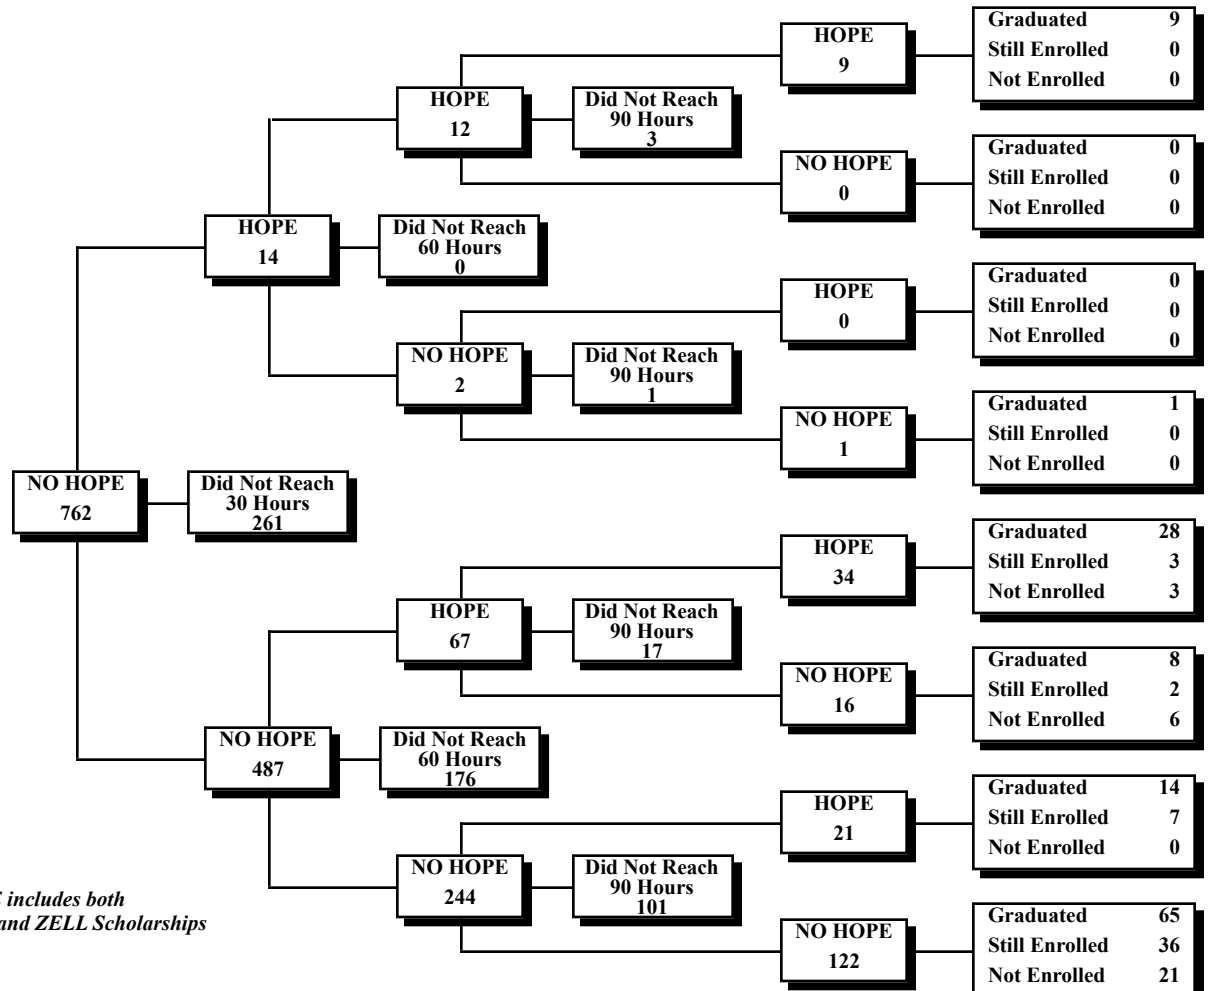 HOPE
9
Graduated 9
Still Enrolled 0
Not Enrolled 0
HOPE
12
Did Not Reach
90 Hours
3
NO HOPE
0
Graduated 0
Still Enrolled 0
Not Enrolled 0
HOPE
14
Did Not Reach
60 Hours
0
HOPE
0
Graduated 0
Still Enrolled 0
Not Enrolled 0
NO HOPE
2
Did Not Reach
90 Hours
1
NO HOPE
1
Graduated 1
Still Enrolled 0
Not Enrolled 0
NO HOPE
762
Did Not Reach
30 Hours
261
HOPE
34
Graduated 28
Still Enrolled 3
Not Enrolled 3
HOPE
67
Did Not Reach
90 Hours
17
NO HOPE
16
Graduated 8
Still Enrolled 2
Not Enrolled 6
NO HOPE
487
Did Not Reach
60 Hours
176
HOPE
21
Graduated 14
Still Enrolled 7
Not Enrolled 0
NO HOPE
244
Did Not Reach
90 Hours
101
NO HOPE
122
Graduated 65
Still Enrolled 36
Not Enrolled 21
includes both
and ZELL Scholarships